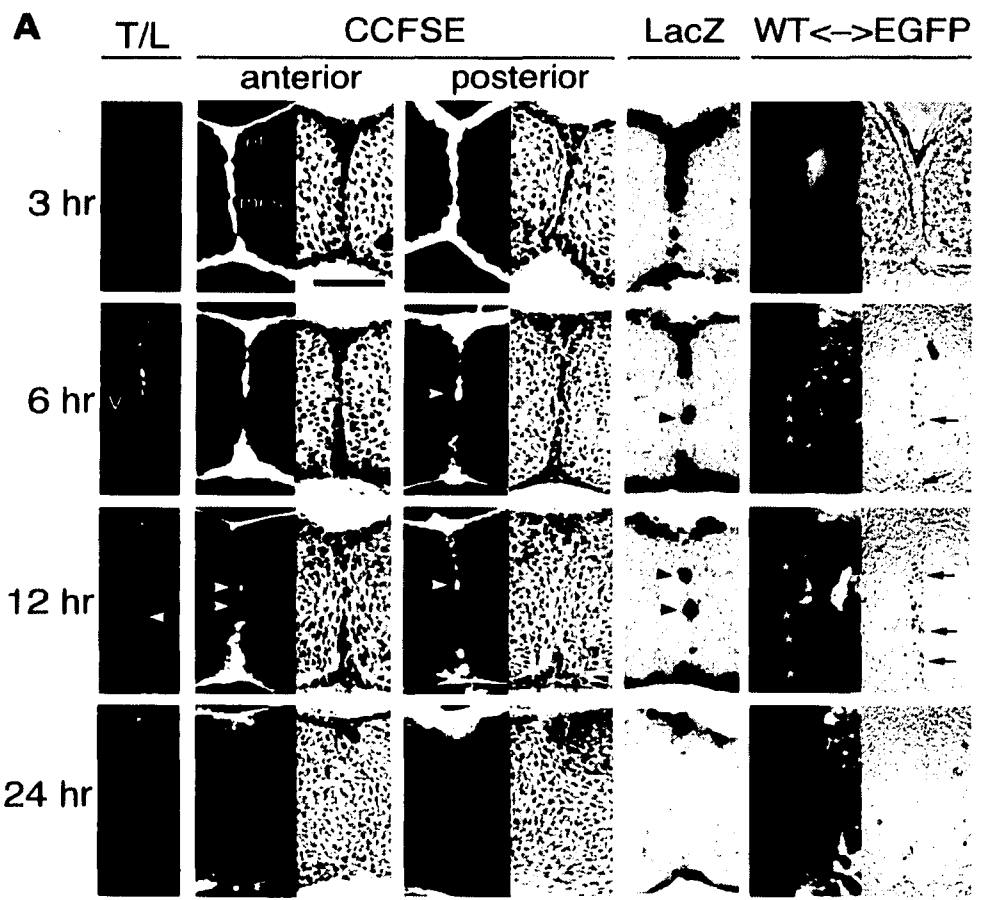 A
T/L CCFSE LacZ WT<-->EGFP
anterior posterior
3 hr
6 hr
12 hr
24 hr